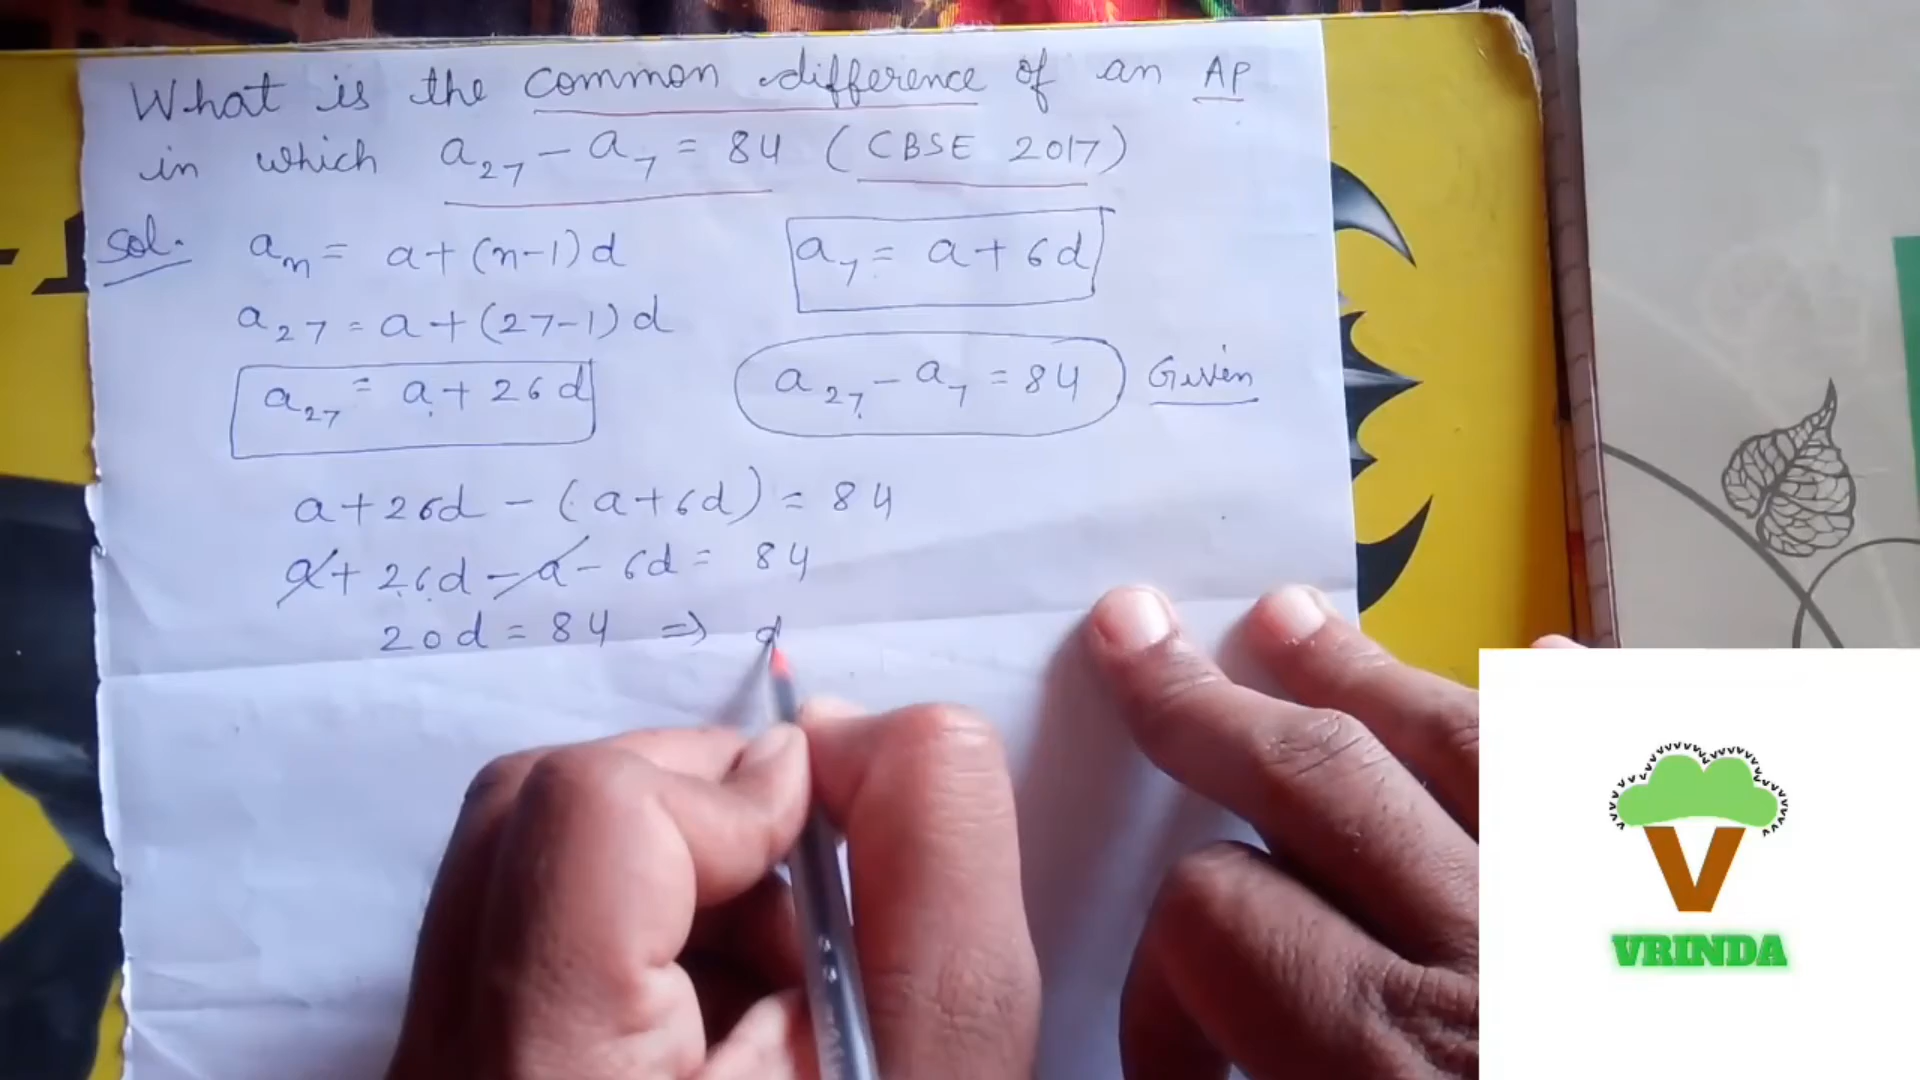 What is the common difference of an AP
in which a₂₇ - a₇ = 84 (CBSE 2017)
Sol. aₙ = a+(n-1)d
a₇ = a+6d
a₂₇ = a+(27-1)d
a₂₇ = a+26d
a₂₇ - a₇ = 84 Given
a+26d - (a+6d) = 84
a+26d-a-6d = 84
20d = 84 ⇒ d
V
VRINDA